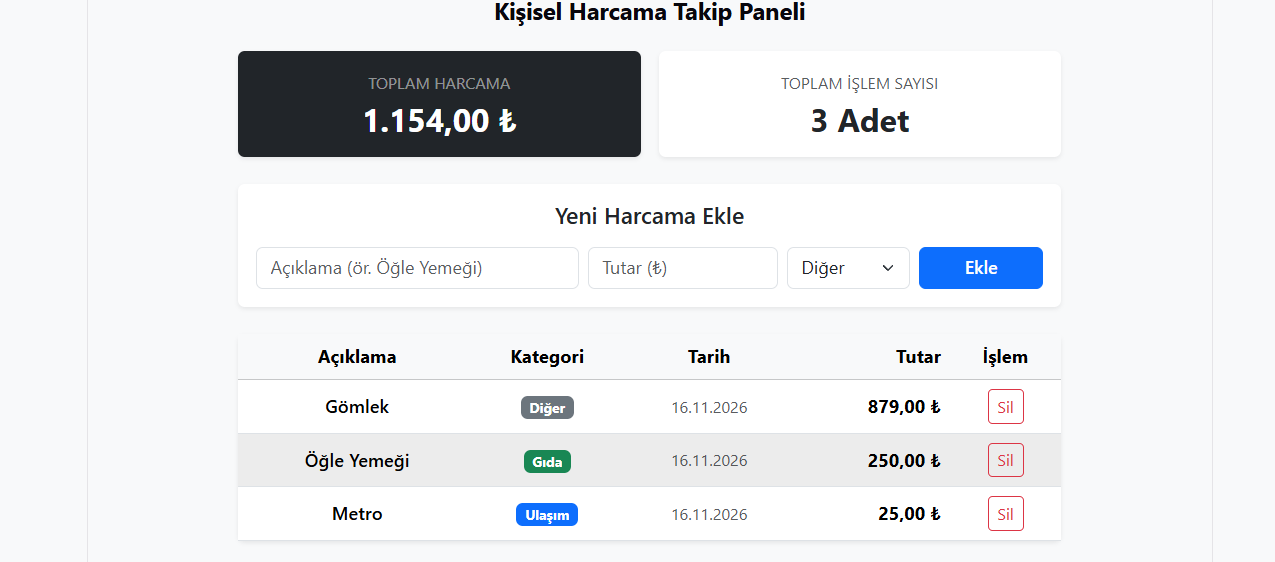 Kişisel Harcama Takip Paneli
TOPLAM HARCAMA
1.154,00 ₺
TOPLAM İŞLEM SAYISI
3 Adet
Yeni Harcama Ekle
Açıklama (ör. Öğle Yemeği) Tutar (₺) Diğer Ekle
Açıklama Kategori Tarih Tutar İşlem
Gömlek Diğer 16.11.2026 879,00 ₺ Sil
Öğle Yemeği Gıda 16.11.2026 250,00 ₺ Sil
Metro Ulaşım 16.11.2026 25,00 ₺ Sil